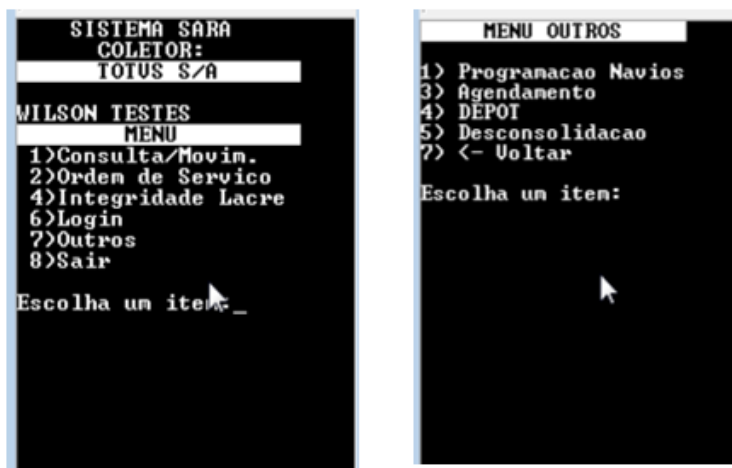 SISTEMA SARA
COLETOR:
TOTVS S/A
WILSON TESTES
MENU
1)Consulta/Movim.
2)Ordem de Servico
4)Integridade Lacre
6)Login
7)Outros
8)Sair
Escolha um item:_
MENU OUTROS
1) Programacao Navios
3) Agendamento
4) DEPOT
5) Desconsolidacao
7) <- Voltar
Escolha um item: